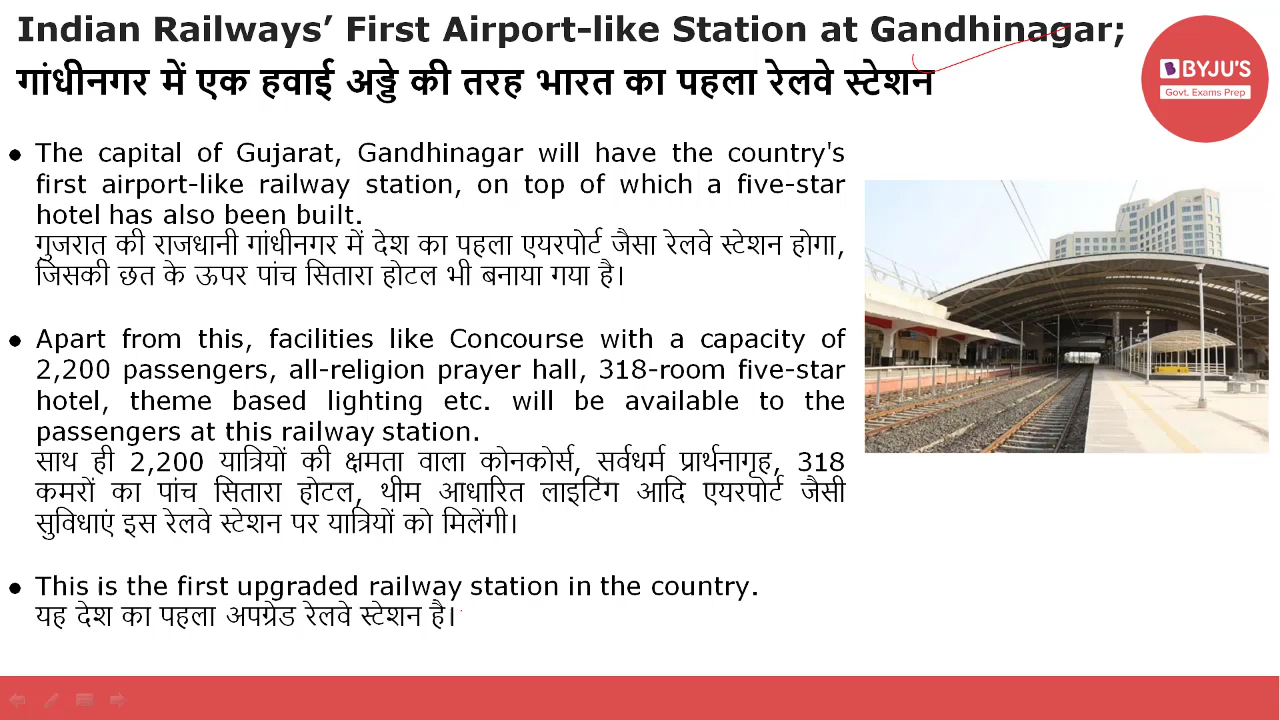 Indian Railways’ First Airport-like Station at Gandhinagar;
गांधीनगर में एक हवाई अड्डे की तरह भारत का पहला रेलवे स्टेशन
BYJU'S
Govt. Exams Prep
● The capital of Gujarat, Gandhinagar will have the country's
first airport-like railway station, on top of which a five-star
hotel has also been built.
गुजरात की राजधानी गांधीनगर में देश का पहला एयरपोर्ट जैसा रेलवे स्टेशन होगा,
जिसकी छत के ऊपर पांच सितारा होटल भी बनाया गया है।
● Apart from this, facilities like Concourse with a capacity of
2,200 passengers, all-religion prayer hall, 318-room five-star
hotel, theme based lighting etc. will be available to the
passengers at this railway station.
साथ ही 2,200 यात्रियों की क्षमता वाला कोनकोर्स, सर्वधर्म प्रार्थनागृह, 318
कमरों का पांच सितारा होटल, थीम आधारित लाइटिंग आदि एयरपोर्ट जैसी
सुविधाएं इस रेलवे स्टेशन पर यात्रियों को मिलेंगी।
● This is the first upgraded railway station in the country.
यह देश का पहला अपग्रेड रेलवे स्टेशन है।